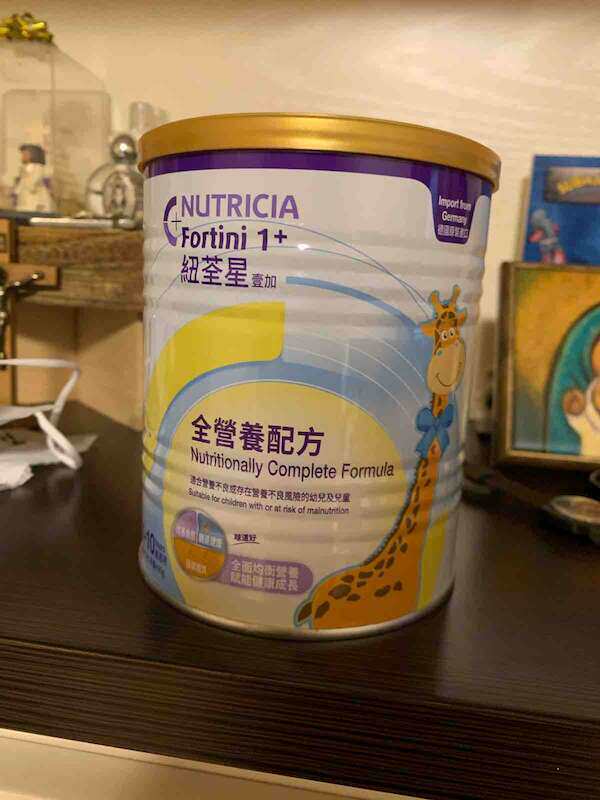 Import from
Germany
德國原裝進口
NUTRICIA
Fortini 1+
紐荃星 壹加
全營養配方
Nutritionally Complete Formula
適合營養不良或存在營養不良風險的幼兒及兒童
Suitable for children with or at risk of malnutrition
味道好
全面均衡營養
賦能健康成長